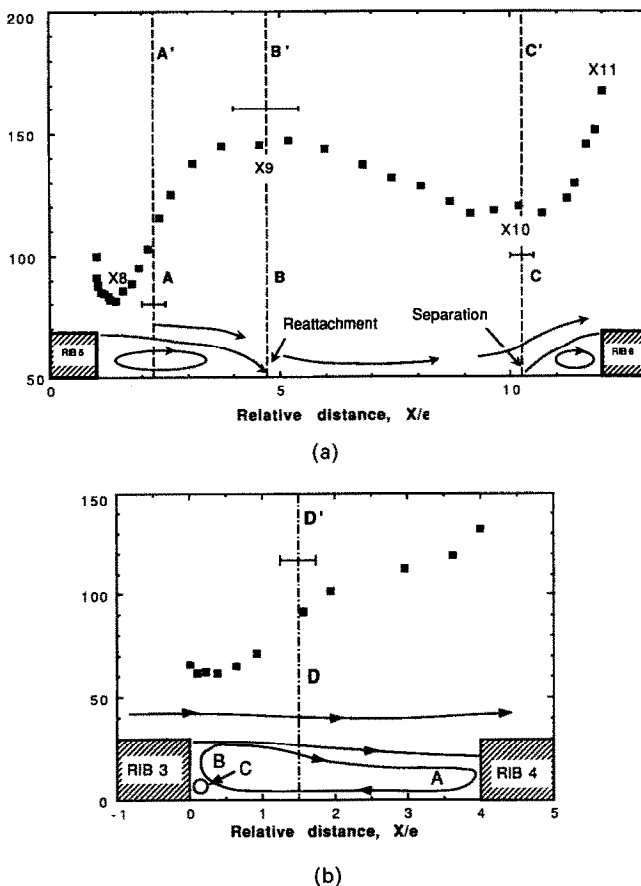 200
A'
B'
C'
X11
150
X9
X10
100
X8
A
B
C
Reattachment
Separation
RIB 5
RIB 6
50
0
5
10
Relative distance, X/e
(a)
150
D'
100
D
50
RIB 3
B
C
A
RIB 4
0
-1
0
1
2
3
4
5
Relative distance, X/e
(b)